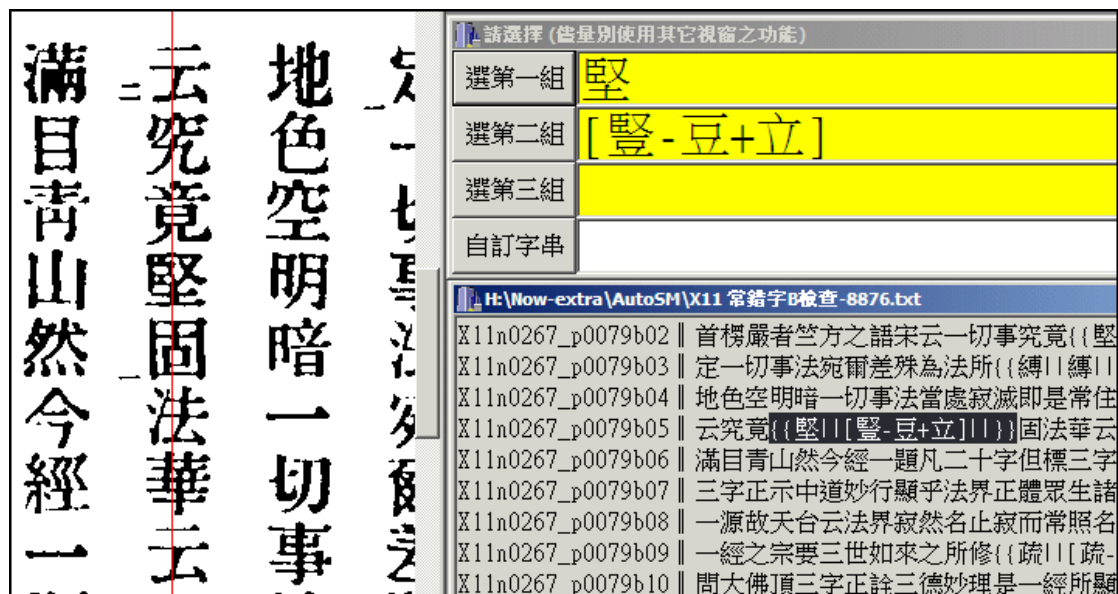 地色空明暗一切事
云究竟堅固法華云
滿目青山然今經一
請選擇 (儘量別使用其它視窗之功能)
選第一組 堅
選第二組 [豎-豆+立]
選第三組
自訂字串
H:\Now-extra\AutoSM\X11 常錯字B檢查-8876.txt
X11n0267_p0079b02║首楞嚴者竺方之語宋云一切事究竟{{堅
X11n0267_p0079b03║定一切事法宛爾差殊為法所{{縛||縛||
X11n0267_p0079b04║地色空明暗一切事法當處寂滅即是常住
X11n0267_p0079b05║云究竟{{堅||[豎-豆+立]||}}固法華云
X11n0267_p0079b06║滿目青山然今經一題凡二十字但標三字
X11n0267_p0079b07║三字正示中道妙行顯乎法界正體眾生諸
X11n0267_p0079b08║一源故天台云法界寂然名止寂而常照名
X11n0267_p0079b09║一經之宗要三世如來之所修{{疏||[疏-
X11n0267_p0079b10║問大佛頂三字正詮三德妙理是一經所顯